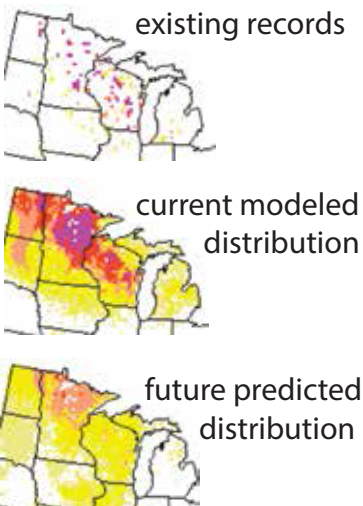 existing records
current modeled
distribution
future predicted
distribution